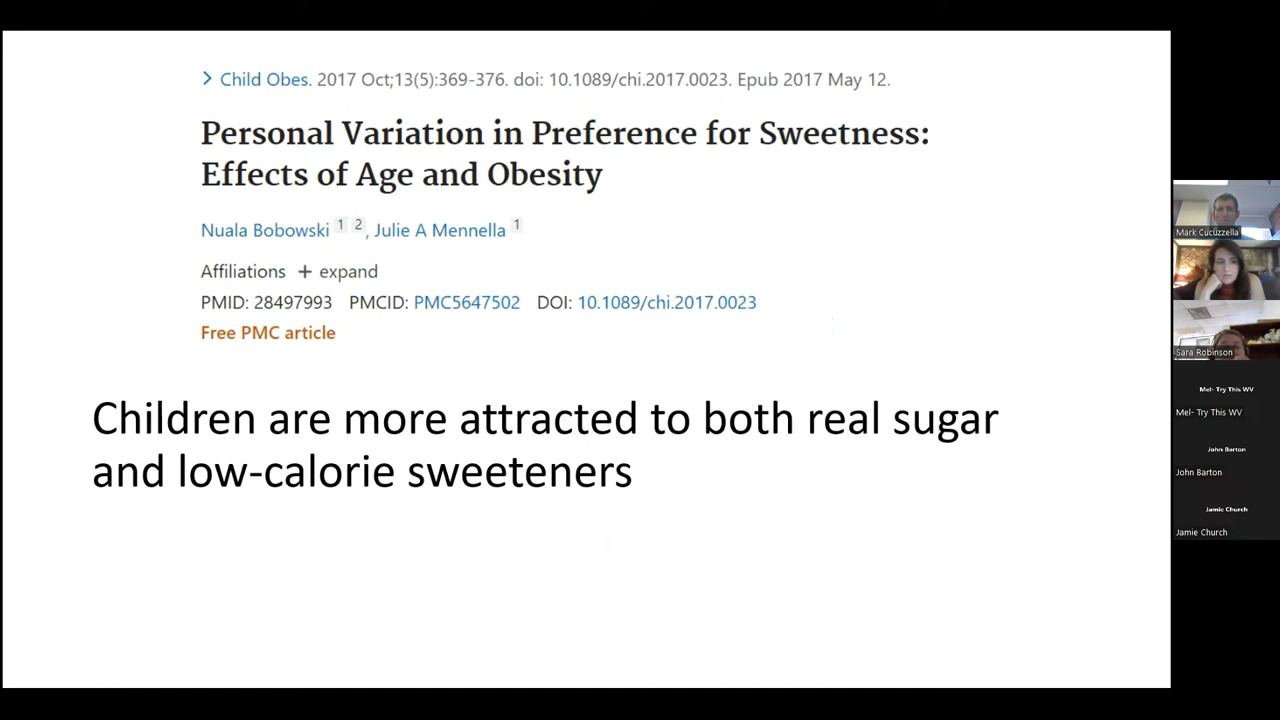 > Child Obes. 2017 Oct;13(5):369-376. doi: 10.1089/chi.2017.0023. Epub 2017 May 12.
Personal Variation in Preference for Sweetness:
Effects of Age and Obesity
Nuala Bobowski 1 2, Julie A Mennella 1
Affiliations + expand
PMID: 28497993 PMCID: PMC5647502 DOI: 10.1089/chi.2017.0023
Free PMC article
Children are more attracted to both real sugar
and low-calorie sweeteners
Mark Cucuzzella
Sara Robinson
Mel- Try This WV
Mel- Try This WV
John Barton
John Barton
Jamie Church
Jamie Church